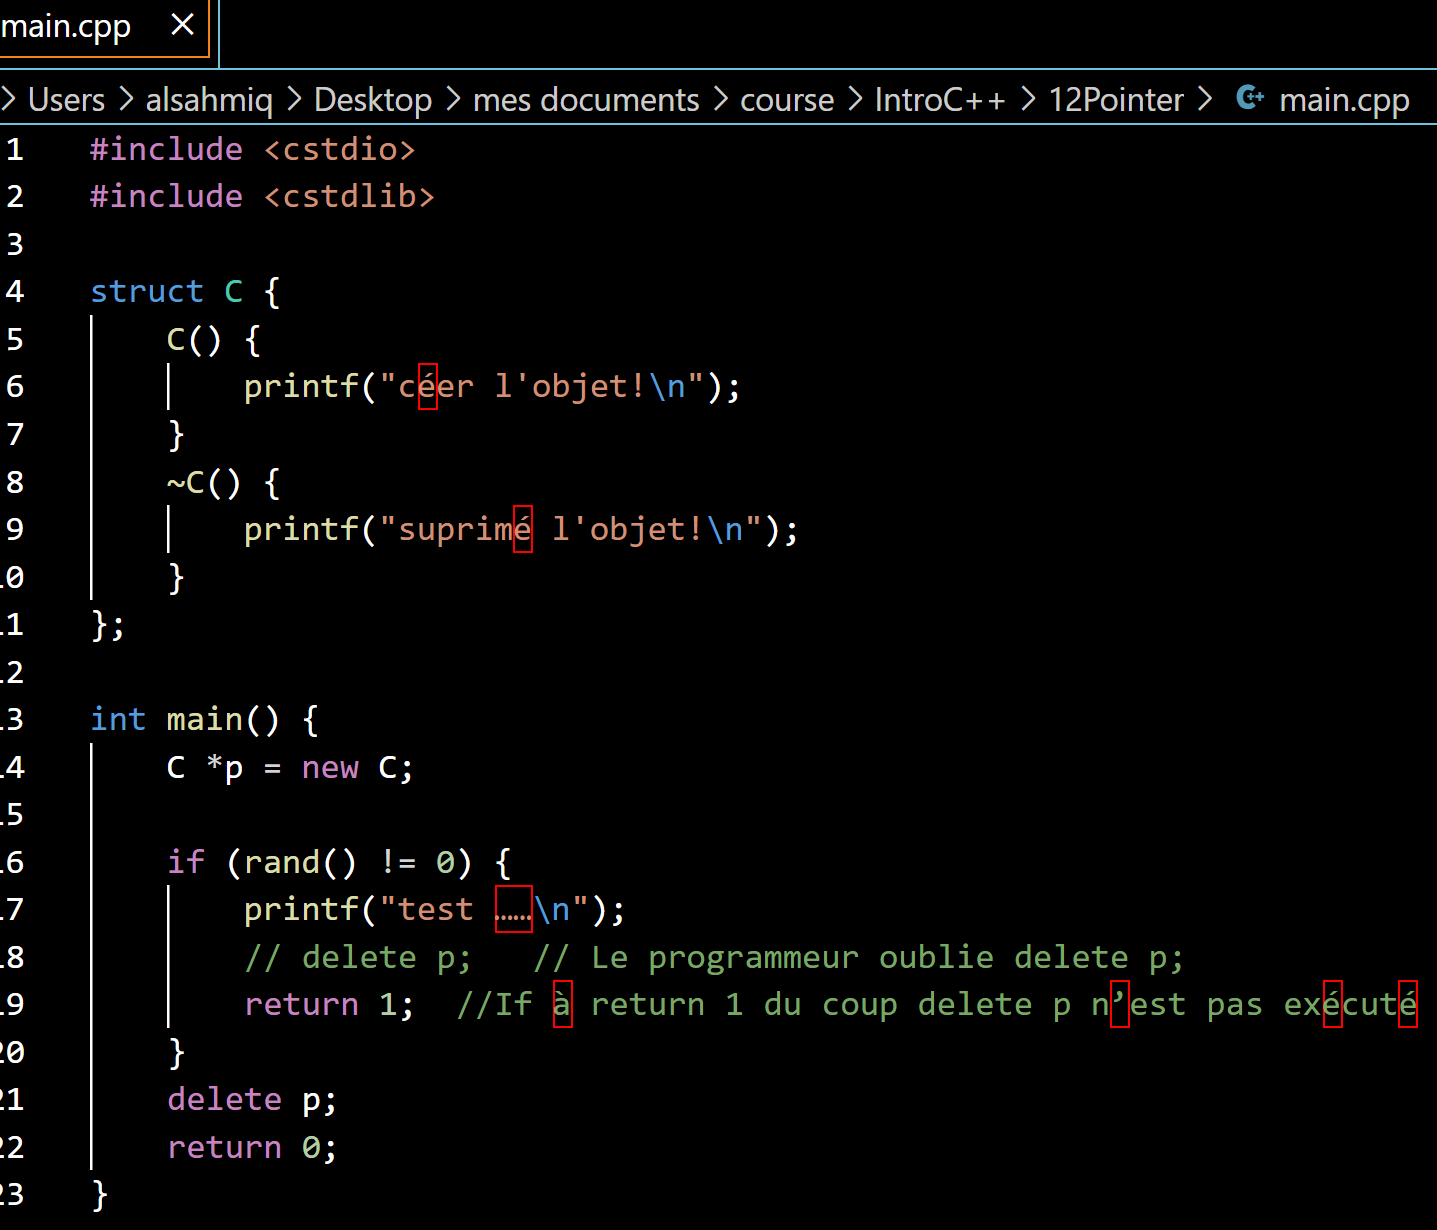 main.cpp ×
> Users > alsahmiq > Desktop > mes documents > course > IntroC++ > 12Pointer > C++ main.cpp
1 #include <cstdio>
2 #include <cstdlib>
3
4 struct C {
5     C() {
6         printf("céer l'objet!\n");
7     }
8     ~C() {
9         printf("suprimé l'objet!\n");
10     }
11 };
12
13 int main() {
14     C *p = new C;
15
16     if (rand() != 0) {
17         printf("test ……\n");
18         // delete p;   // Le programmeur oublie delete p;
19         return 1;  //If à return 1 du coup delete p n’est pas exécuté
20     }
21     delete p;
22     return 0;
23 }